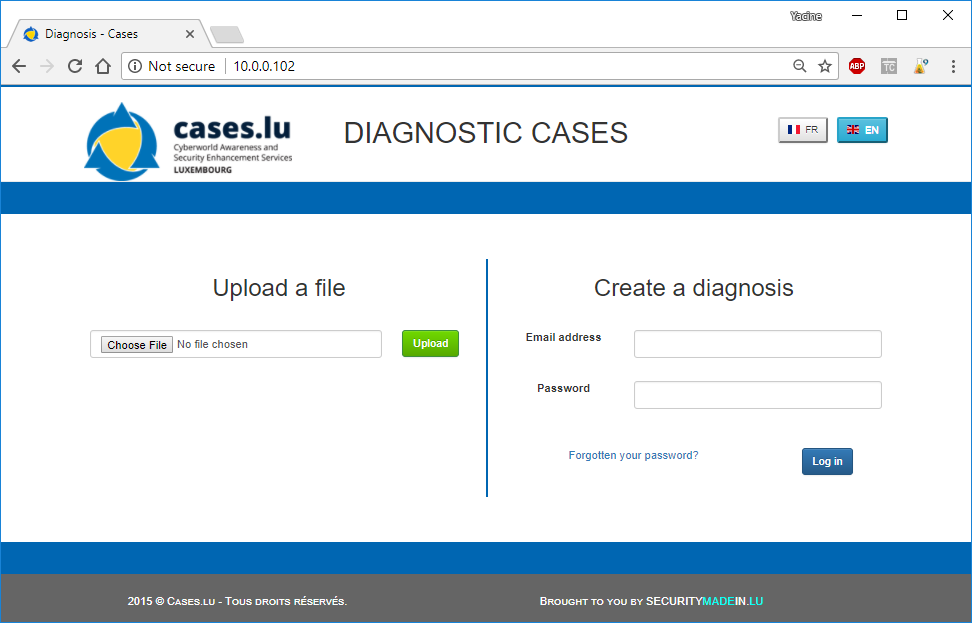 Yacine
Diagnosis - Cases
Not secure
10.0.0.102
ABP
TC
cases.lu
Cyberworld Awareness and
Security Enhancement Services
LUXEMBOURG
DIAGNOSTIC CASES
FR
EN
Upload a file
Choose File No file chosen
Upload
Create a diagnosis
Email address
Password
Forgotten your password?
Log in
2015 © Cases.lu - Tous droits réservés.
Brought to you by SECURITYMADEIN.LU